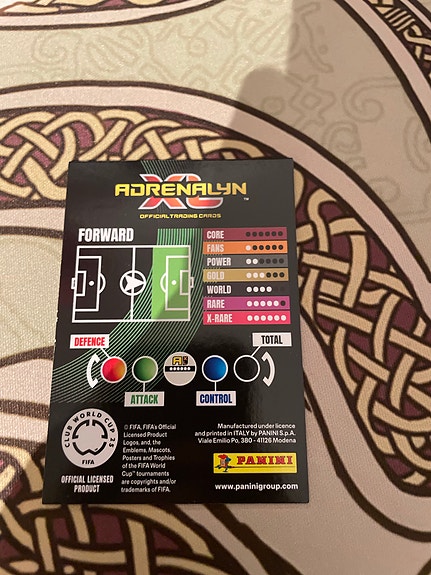 ADRENALYN
XL™
OFFICIAL TRADING CARDS
FORWARD
CORE
FANS
POWER
GOLD
WORLD
RARE
X-RARE
DEFENCE
TOTAL
ATTACK
CONTROL
CLUB WORLD CUP 25
FIFA
OFFICIAL LICENSED
PRODUCT
© FIFA, FIFA's Official
Licensed Product
Logos, and, the
Emblems, Mascots,
Posters and Trophies
of the FIFA World
Cup™ tournaments
are copyrights and/or
trademarks of FIFA.
Manufactured under licence
and printed in ITALY by PANINI S.p.A.
Viale Emilio Po, 380 - 41126 Modena
PANINI
www.paninigroup.com